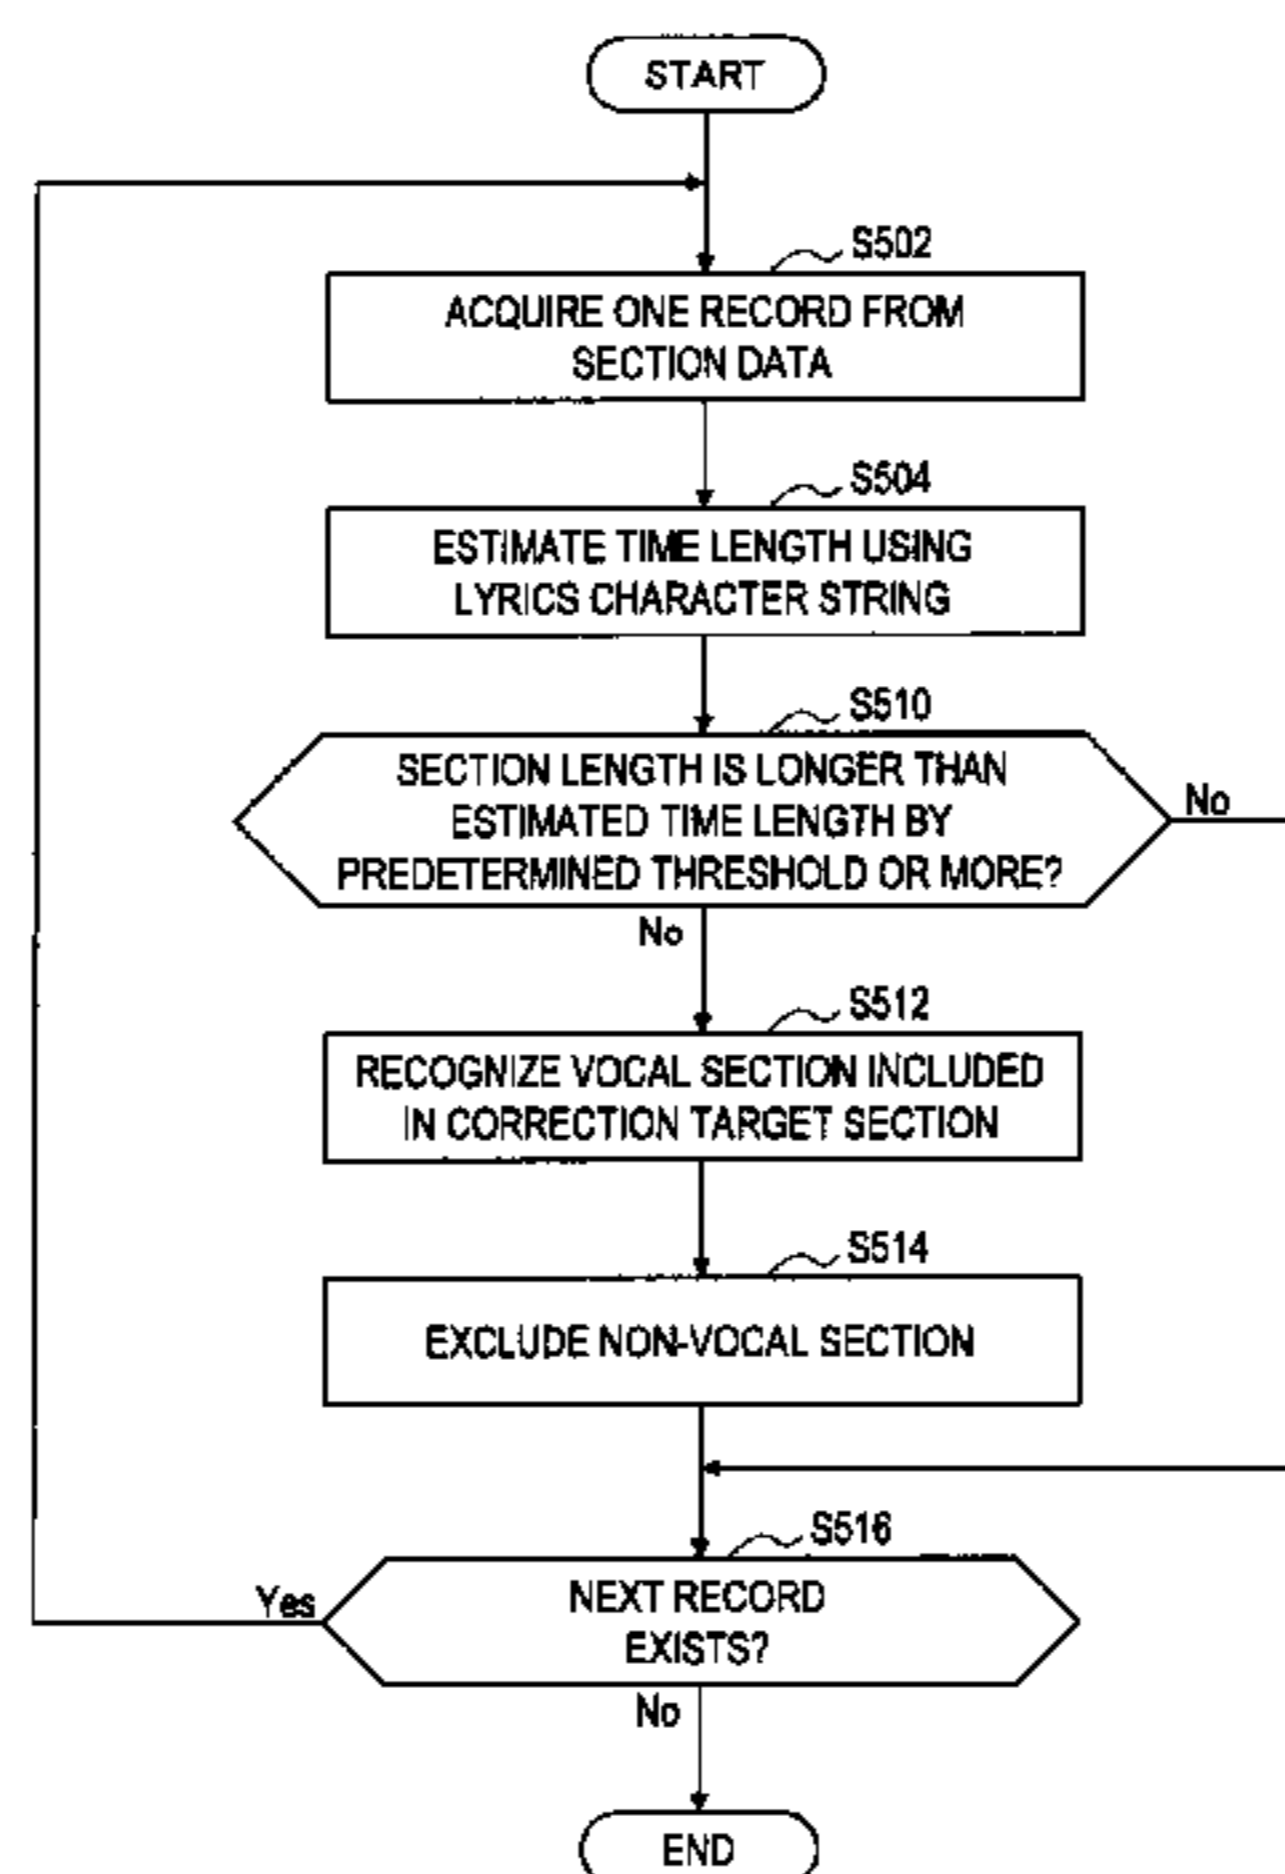 START
S502
ACQUIRE ONE RECORD FROM
SECTION DATA
S504
ESTIMATE TIME LENGTH USING
LYRICS CHARACTER STRING
S510
SECTION LENGTH IS LONGER THAN
ESTIMATED TIME LENGTH BY
PREDETERMINED THRESHOLD OR MORE?
No
No
S512
RECOGNIZE VOCAL SECTION INCLUDED
IN CORRECTION TARGET SECTION
S514
EXCLUDE NON-VOCAL SECTION
S516
NEXT RECORD
EXISTS?
Yes
No
END